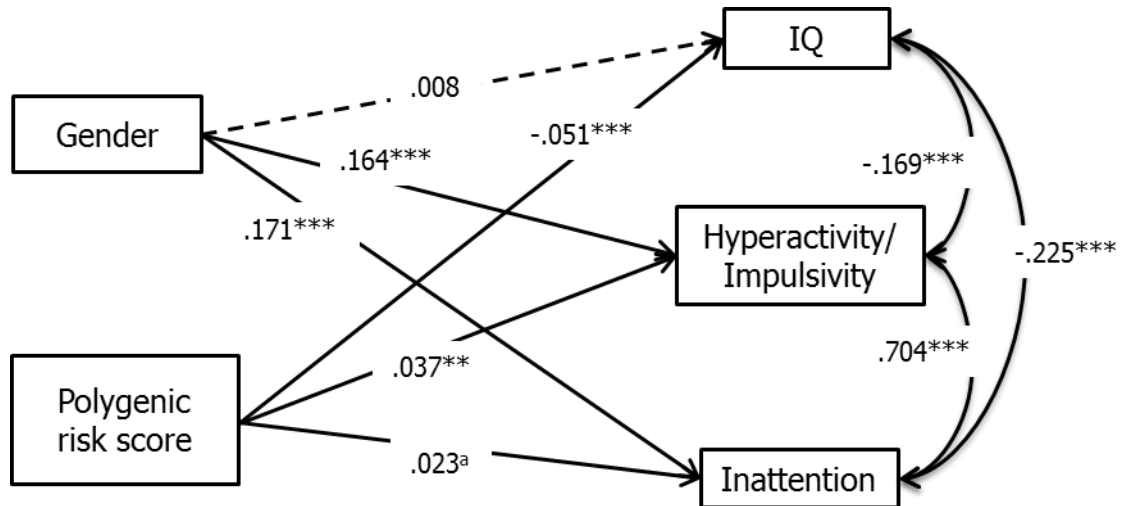 IQ
.008
Gender
-.051***
.164***
-.169***
.171***
Hyperactivity/
Impulsivity
-.225***
.704***
.037**
Polygenic
risk score
.023ª
Inattention